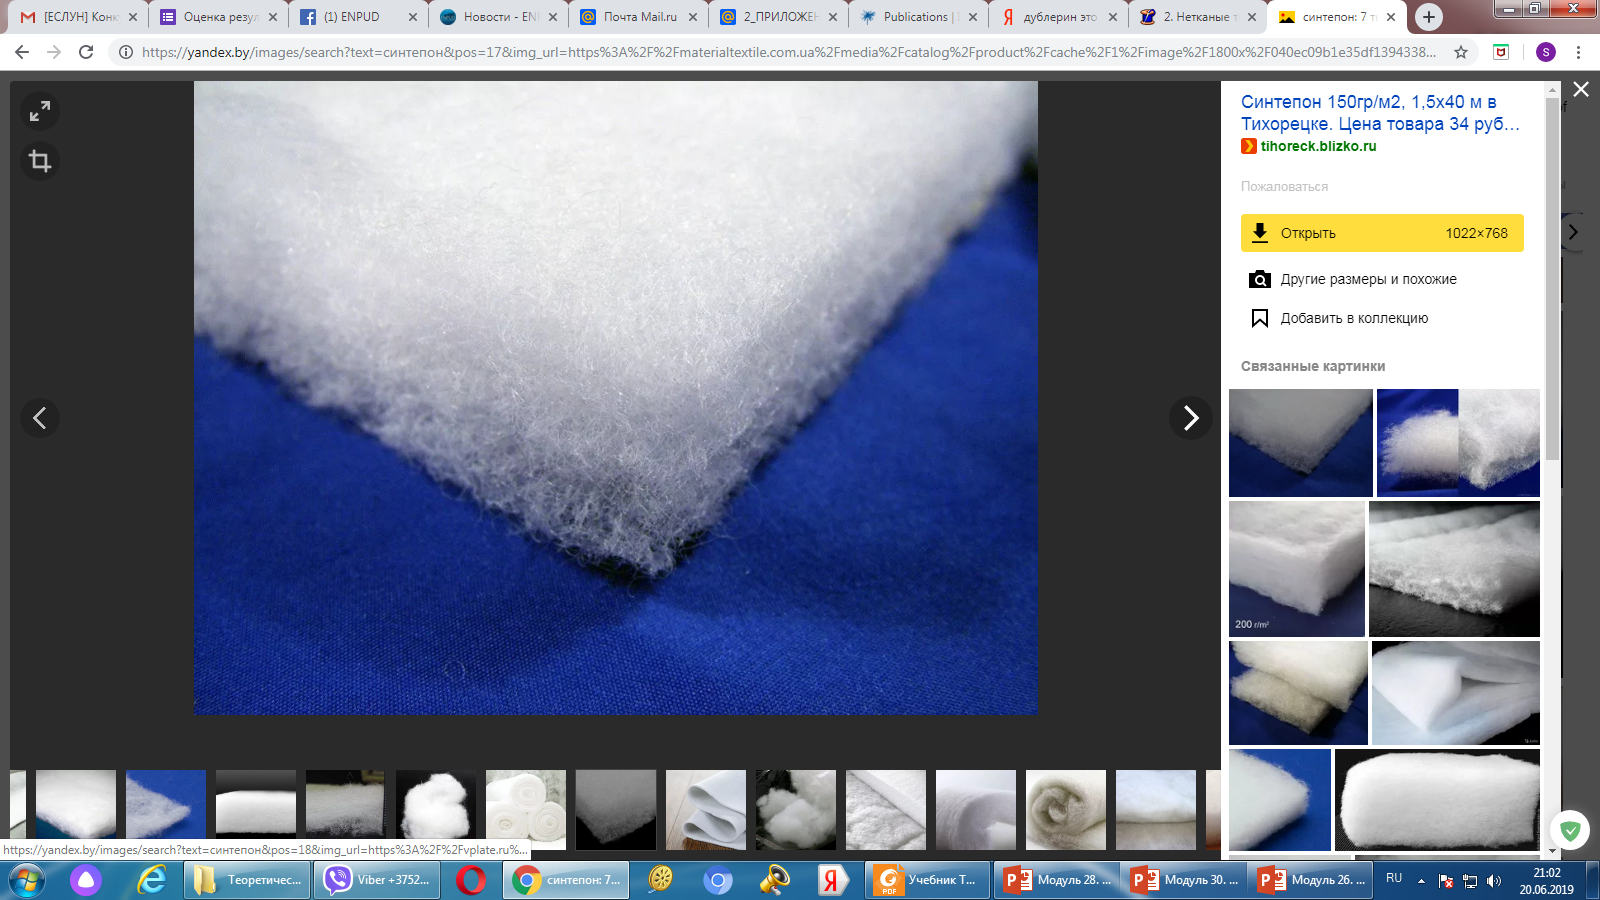 [ЕСЛУН] Конк
Оценка резул
(1) ENPUD
Новости - ENP
Почта Mail.ru
2_ПРИЛОЖЕН
Publications |
дублерин это
2. Нетканые т
синтепон: 7 т
https://yandex.by/images/search?text=синтепон&pos=17&img_url=https%3A%2F%2Fmaterialtextile.com.ua%2Fmedia%2Fcatalog%2Fproduct%2Fcache%2F1%2Fimage%2F1800x%2F040ec09b1e35df1394338...
S
Синтепон 150гр/м2, 1,5х40 м в
Тихорецке. Цена товара 34 руб...
tihoreck.blizko.ru
Пожаловаться
Открыть 1022×768
Другие размеры и похожие
Добавить в коллекцию
Связанные картинки
200 г/m²
https://yandex.by/images/search?text=синтепон&pos=18&img_url=https%3A%2F%2Fvplate.ru%...
Теоретичес...
Viber +3752...
синтепон: 7...
Я
PDF
Учебник Т...
Модуль 28. ...
Модуль 30. ...
Модуль 26. ...
RU
21:02
20.06.2019